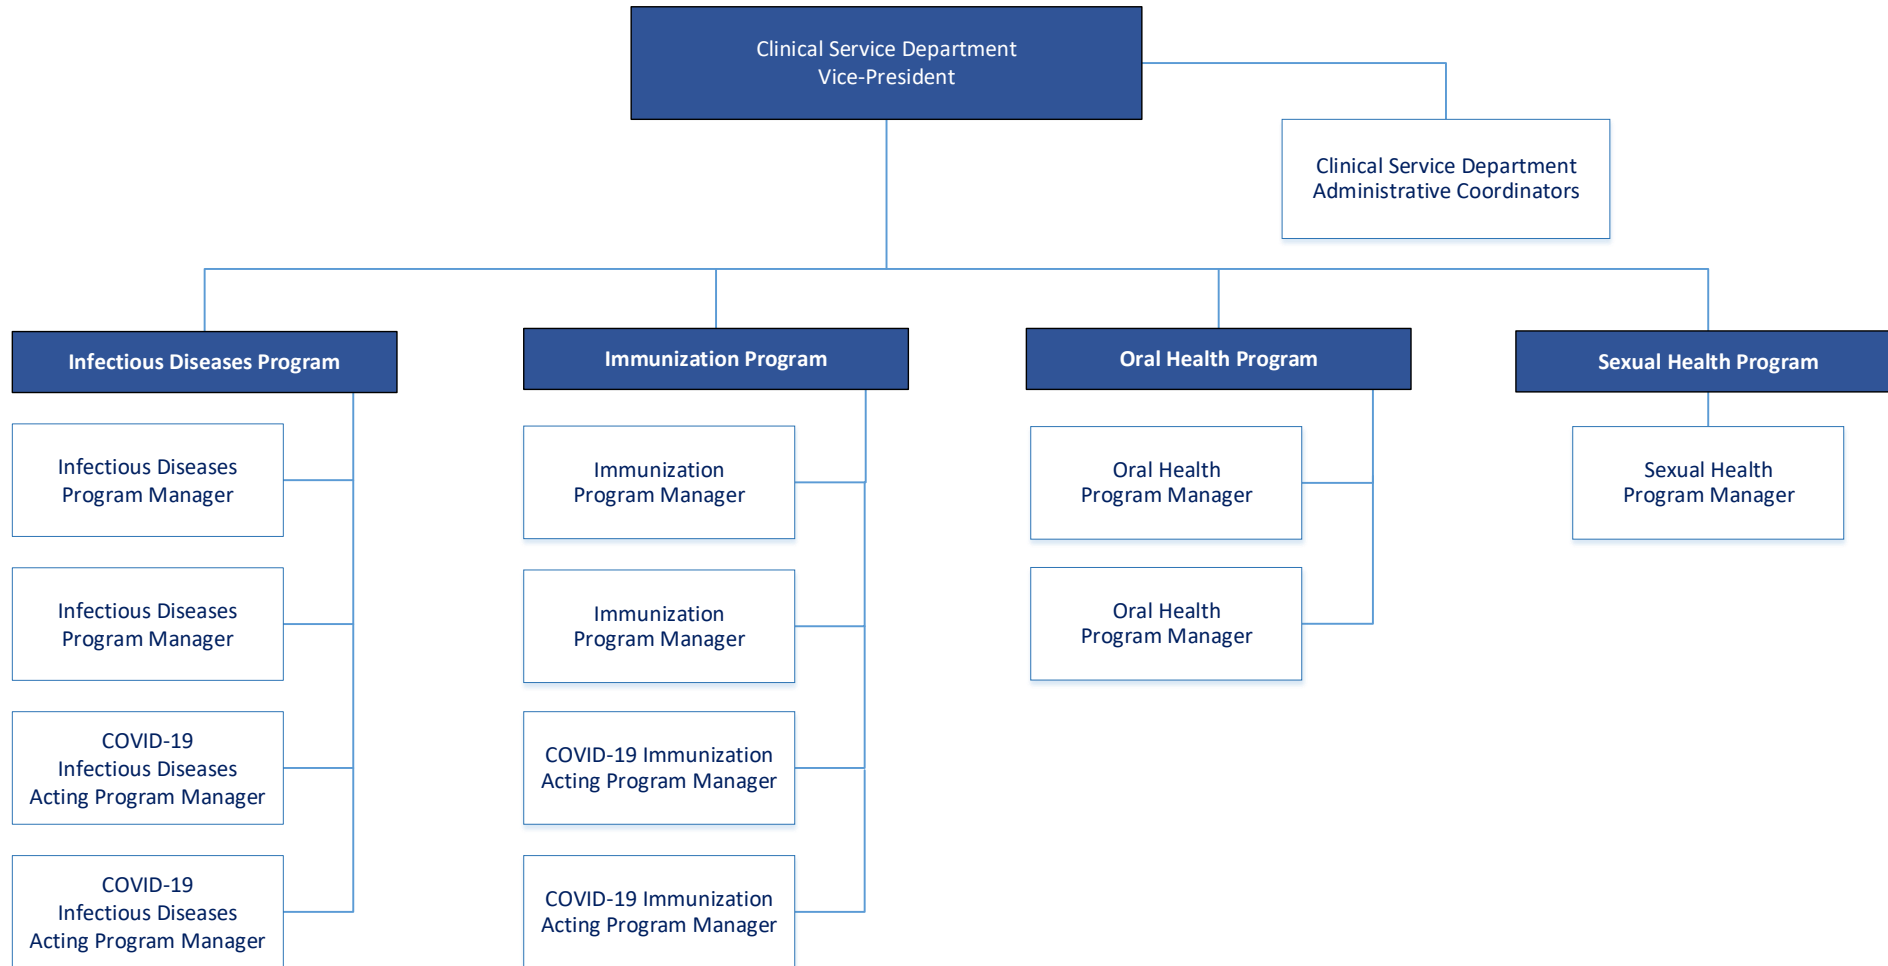 Clinical Service Department
Vice-President
Clinical Service Department
Administrative Coordinators
Infectious Diseases Program
Infectious Diseases
Program Manager
Infectious Diseases
Program Manager
COVID-19
Infectious Diseases
Acting Program Manager
COVID-19
Infectious Diseases
Acting Program Manager
Immunization Program
Immunization
Program Manager
Immunization
Program Manager
COVID-19 Immunization
Acting Program Manager
COVID-19 Immunization
Acting Program Manager
Oral Health Program
Oral Health
Program Manager
Oral Health
Program Manager
Sexual Health Program
Sexual Health
Program Manager